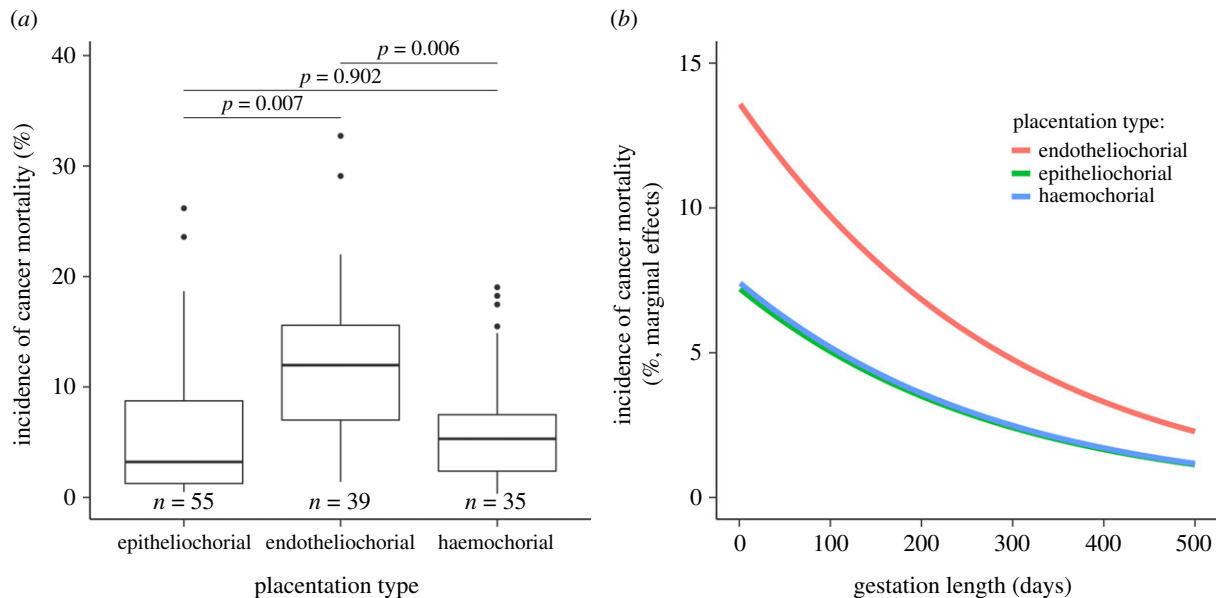 (a)
p = 0.006
p = 0.902
p = 0.007
40
30
20
10
0
incidence of cancer mortality (%)
n = 55 n = 39 n = 35
epitheliochorial endotheliochorial haemochorial
placentation type
(b)
15
10
5
0
incidence of cancer mortality
(%, marginal effects)
placentation type:
endotheliochorial
epitheliochorial
haemochorial
0 100 200 300 400 500
gestation length (days)